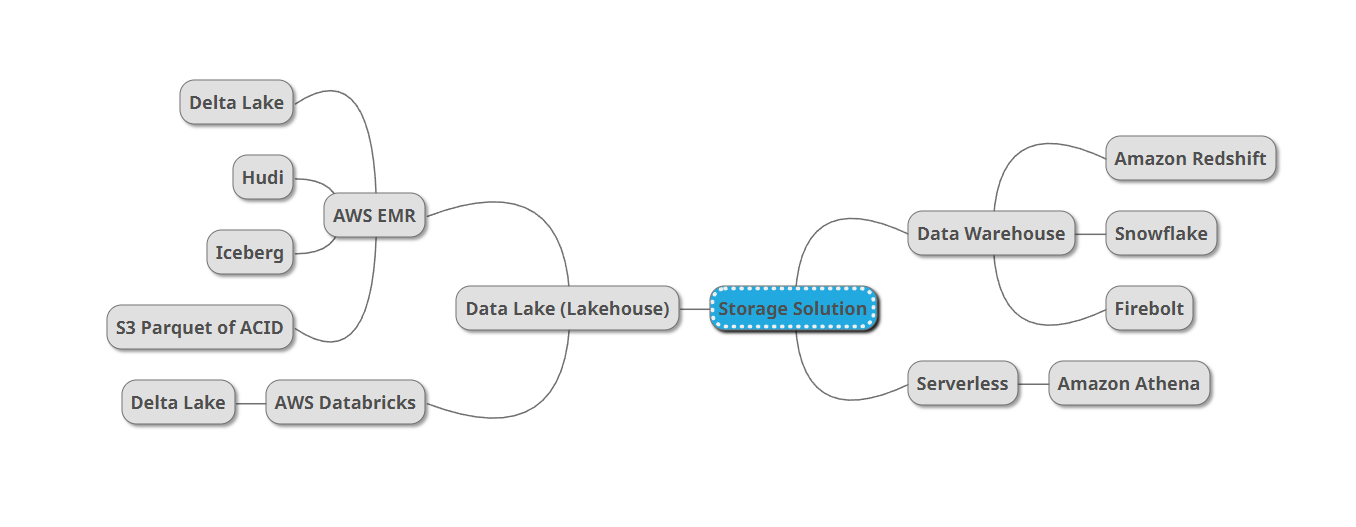 Delta Lake
Hudi
AWS EMR
Iceberg
S3 Parquet of ACID
Delta Lake
AWS Databricks
Data Lake (Lakehouse)
Storage Solution
Data Warehouse
Amazon Redshift
Snowflake
Firebolt
Serverless
Amazon Athena